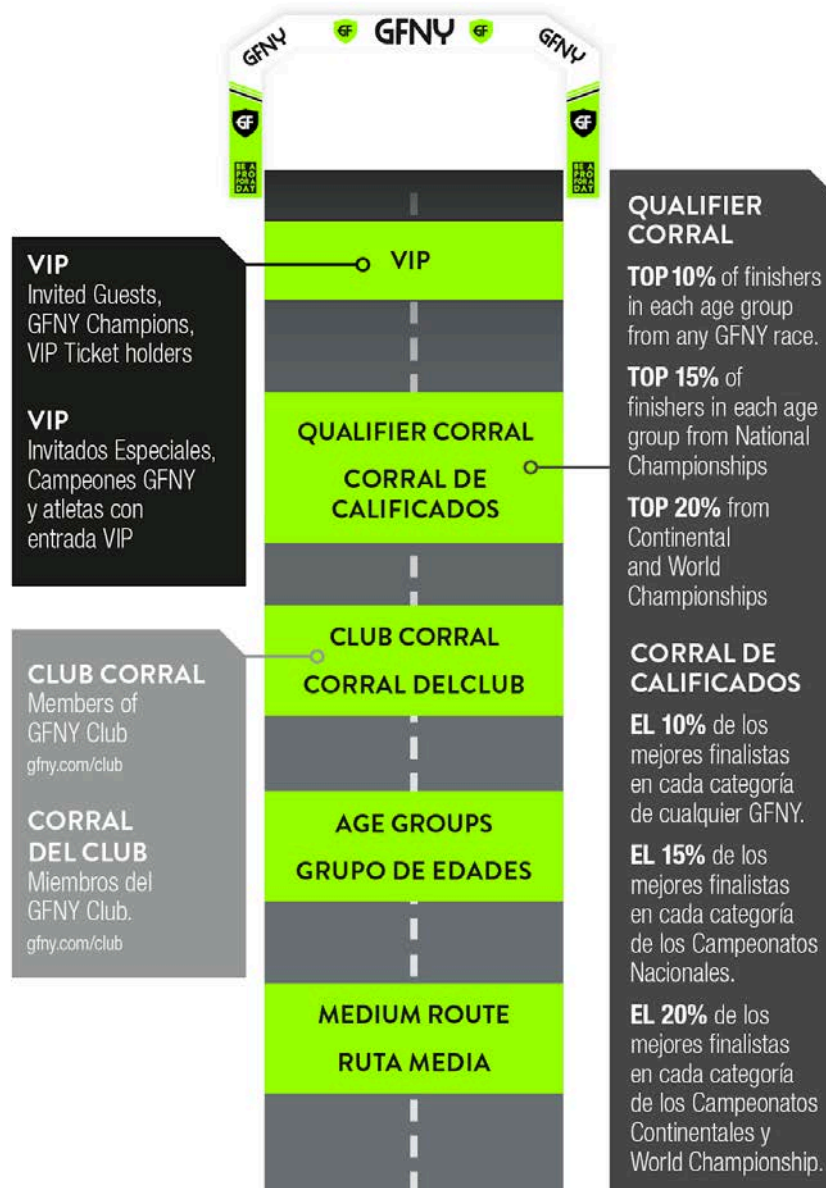 GFNY
GF
GFNY
GF
GFNY
GF
GF
BE A
PRO
FOR A
DAY
BE A
PRO
FOR A
DAY
VIP
Invited Guests,
GFNY Champions,
VIP Ticket holders
VIP
Invitados Especiales,
Campeones GFNY
y atletas con
entrada VIP
CLUB CORRAL
Members of
GFNY Club
gfny.com/club
CORRAL
DEL CLUB
Miembros del
GFNY Club.
gfny.com/club
VIP
QUALIFIER CORRAL
CORRAL DE
CALIFICADOS
CLUB CORRAL
CORRAL DELCLUB
AGE GROUPS
GRUPO DE EDADES
MEDIUM ROUTE
RUTA MEDIA
QUALIFIER
CORRAL
TOP 10% of finishers
in each age group
from any GFNY race.
TOP 15% of
finishers in each age
group from National
Championships
TOP 20% from
Continental
and World
Championships
CORRAL DE
CALIFICADOS
EL 10% de los
mejores finalistas
en cada categoría
de cualquier GFNY.
EL 15% de los
mejores finalistas
en cada categoría
de los Campeonatos
Nacionales.
EL 20% de los
mejores finalistas
en cada categoría
de los Campeonatos
Continentales y
World Championship.